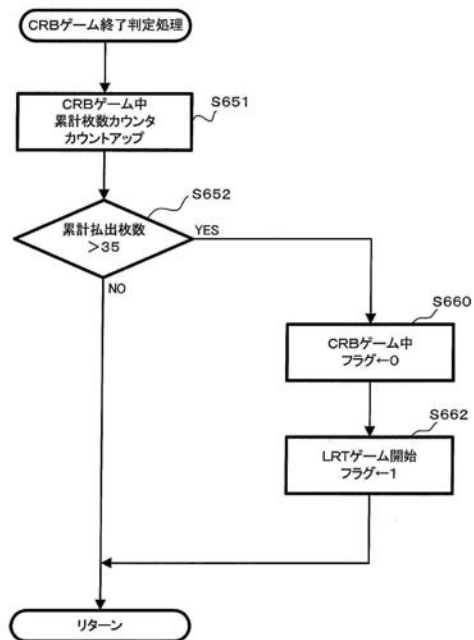 CRBゲーム終了判定処理
S651
CRBゲーム中
累計枚数カウンタ
カウントアップ
S652
累計払出枚数
＞35
YES
NO
S660
CRBゲーム中
フラグ←0
S662
LRTゲーム開始
フラグ←1
リターン